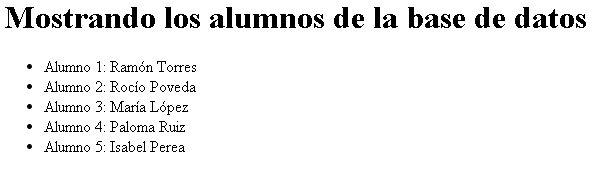 Mostrando los alumnos de la base de datos
Alumno 1: Ramón Torres
Alumno 2: Rocío Poveda
Alumno 3: María López
Alumno 4: Paloma Ruiz
Alumno 5: Isabel Perea